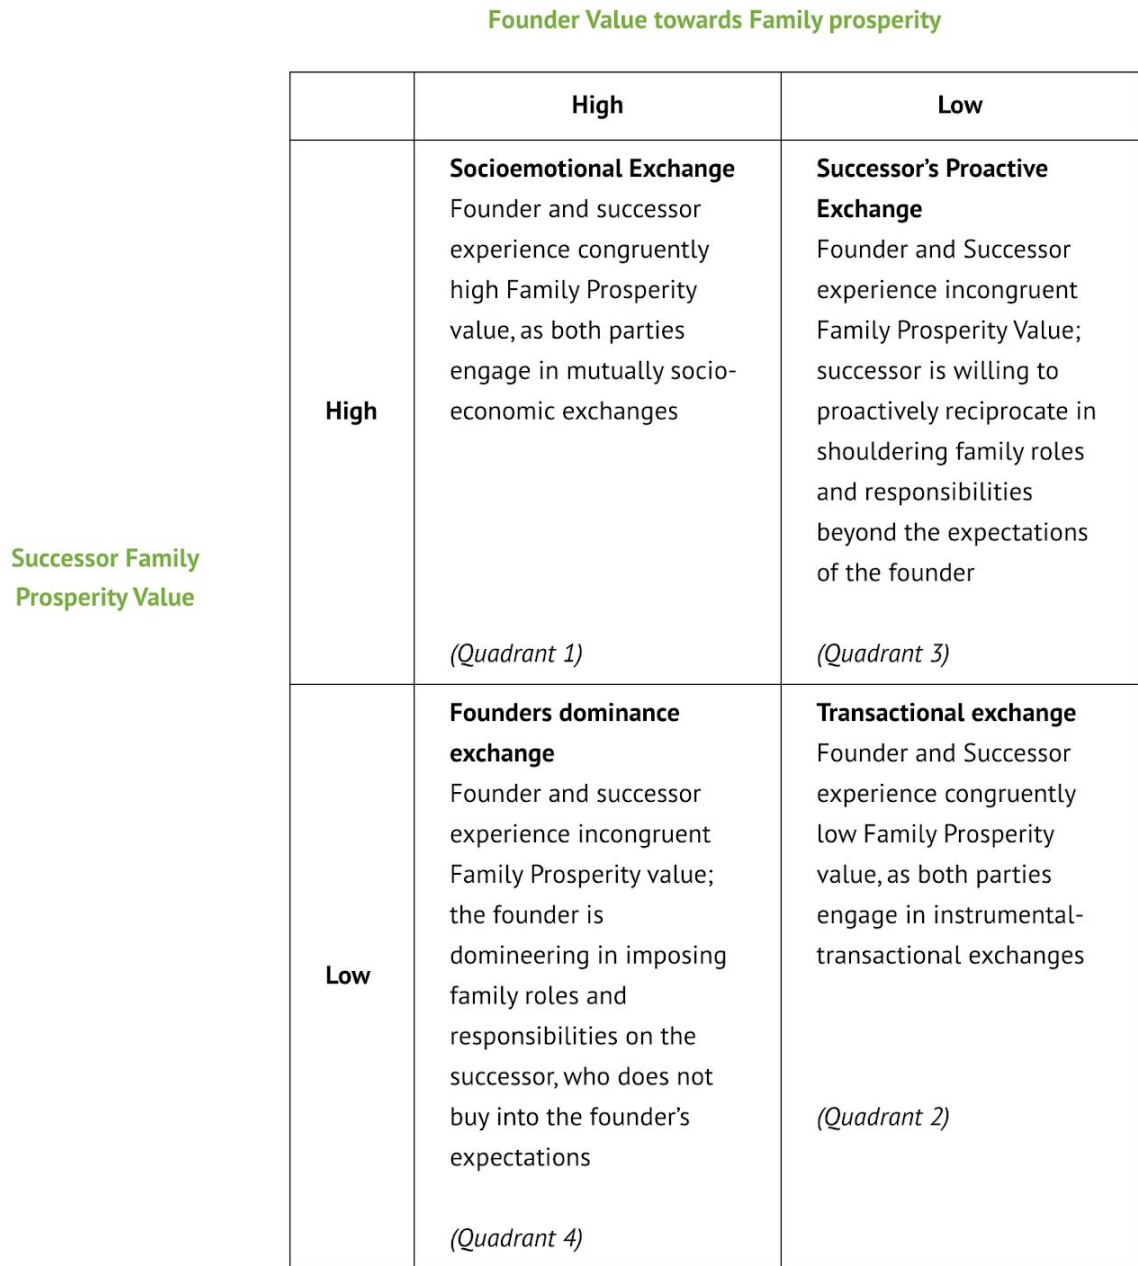 Founder Value towards Family prosperity
High
Low
Successor Family
Prosperity Value
High
Socioemotional Exchange
Founder and successor
experience congruently
high Family Prosperity
value, as both parties
engage in mutually socio-
economic exchanges
(Quadrant 1)
Successor’s Proactive
Exchange
Founder and Successor
experience incongruent
Family Prosperity Value;
successor is willing to
proactively reciprocate in
shouldering family roles
and responsibilities
beyond the expectations
of the founder
(Quadrant 3)
Low
Founders dominance
exchange
Founder and successor
experience incongruent
Family Prosperity value;
the founder is
domineering in imposing
family roles and
responsibilities on the
successor, who does not
buy into the founder’s
expectations
(Quadrant 4)
Transactional exchange
Founder and Successor
experience congruently
low Family Prosperity
value, as both parties
engage in instrumental-
transactional exchanges
(Quadrant 2)